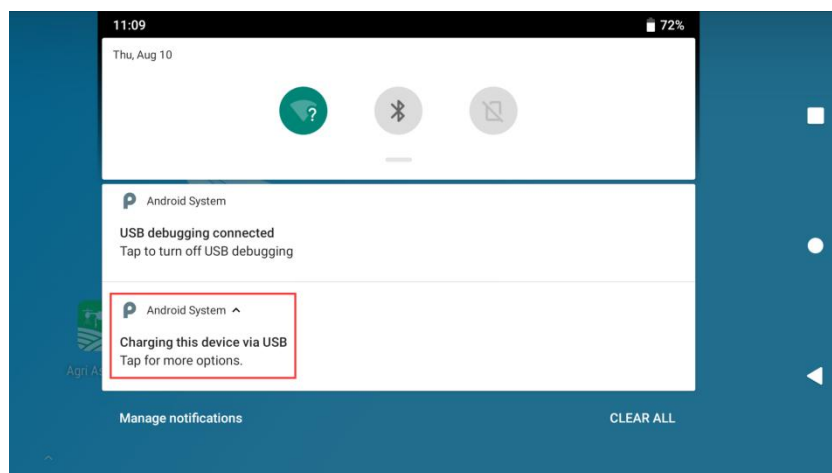 11:09
72%
Thu, Aug 10
?
Android System
USB debugging connected
Tap to turn off USB debugging
Android System
Charging this device via USB
Tap for more options.
Agri
Manage notifications
CLEAR ALL